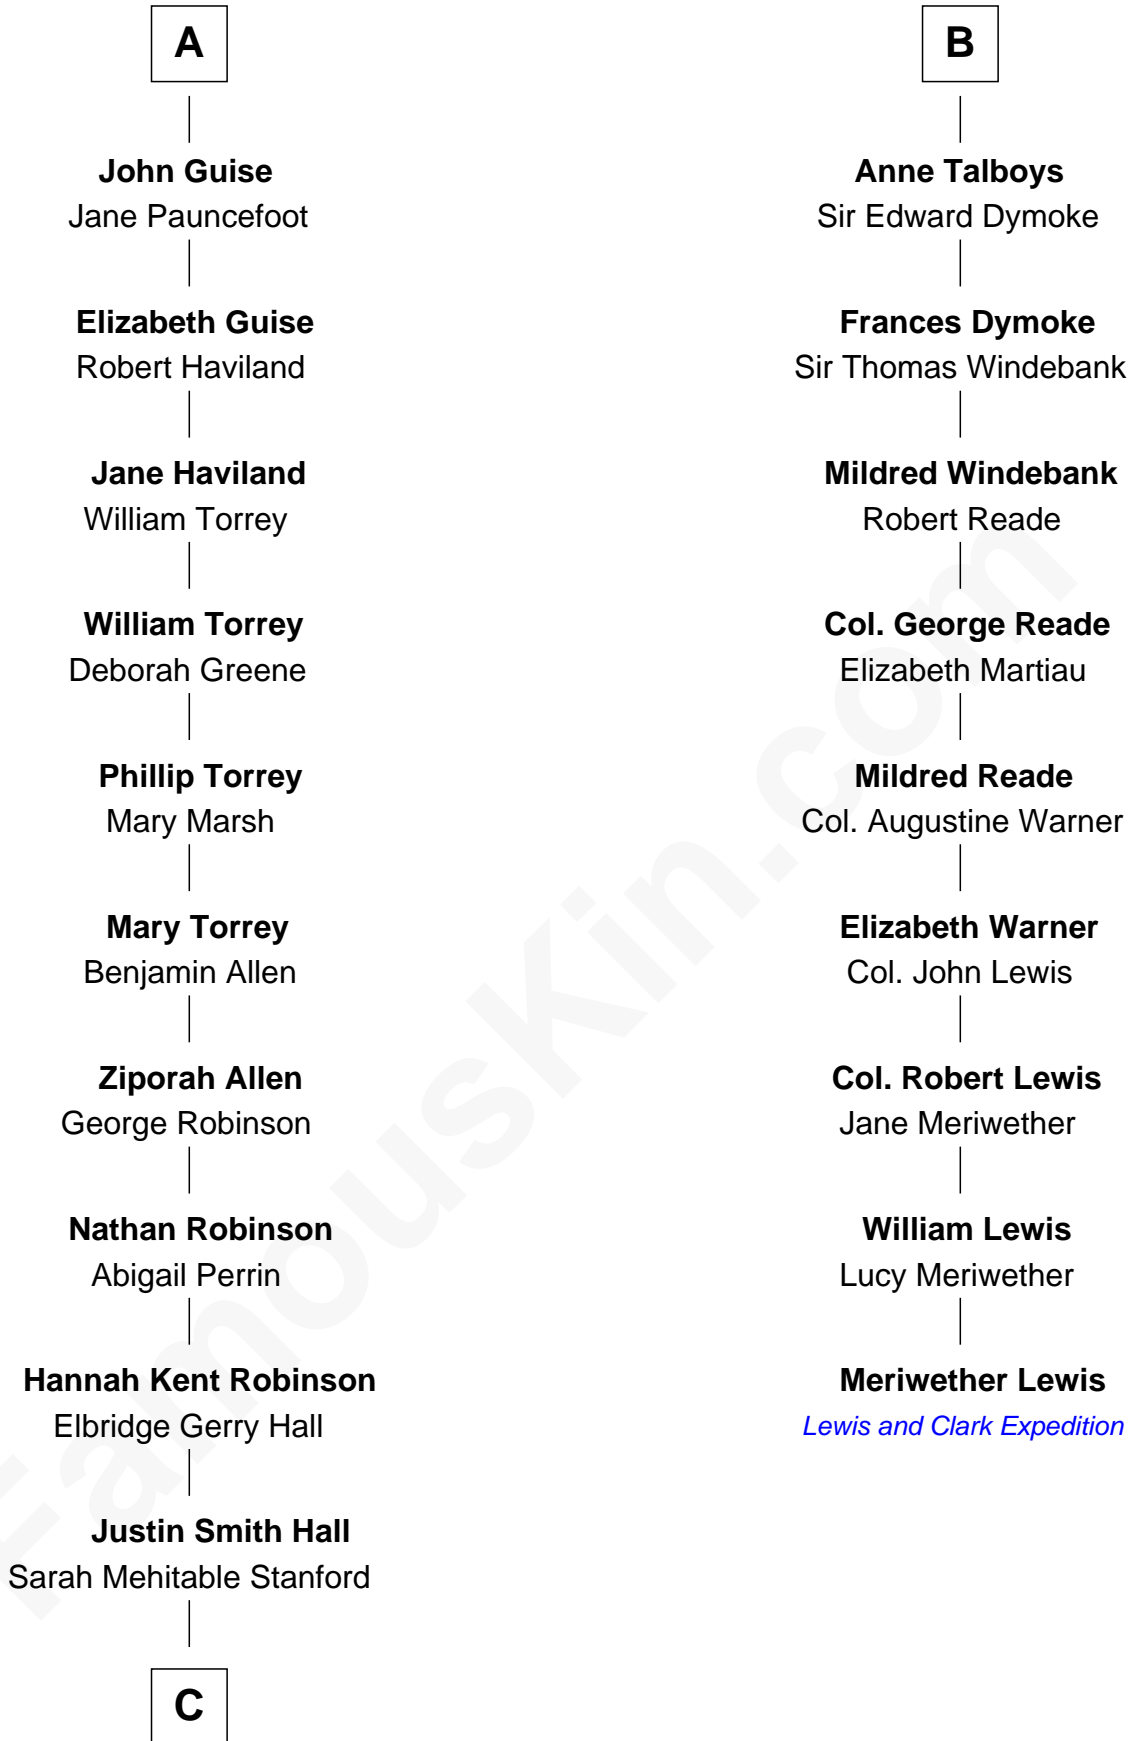 A
John Guise
Jane Pauncefoot
Elizabeth Guise
Robert Haviland
Jane Haviland
William Torrey
William Torrey
Deborah Greene
Phillip Torrey
Mary Marsh
Mary Torrey
Benjamin Allen
Ziporah Allen
George Robinson
Nathan Robinson
Abigail Perrin
Hannah Kent Robinson
Elbridge Gerry Hall
Justin Smith Hall
Sarah Mehitable Stanford
C
B
Anne Talboys
Sir Edward Dymoke
Frances Dymoke
Sir Thomas Windebank
Mildred Windebank
Robert Reade
Col. George Reade
Elizabeth Martiau
Mildred Reade
Col. Augustine Warner
Elizabeth Warner
Col. John Lewis
Col. Robert Lewis
Jane Meriwether
William Lewis
Lucy Meriwether
Meriwether Lewis
Lewis and Clark Expedition
FamousKin.com